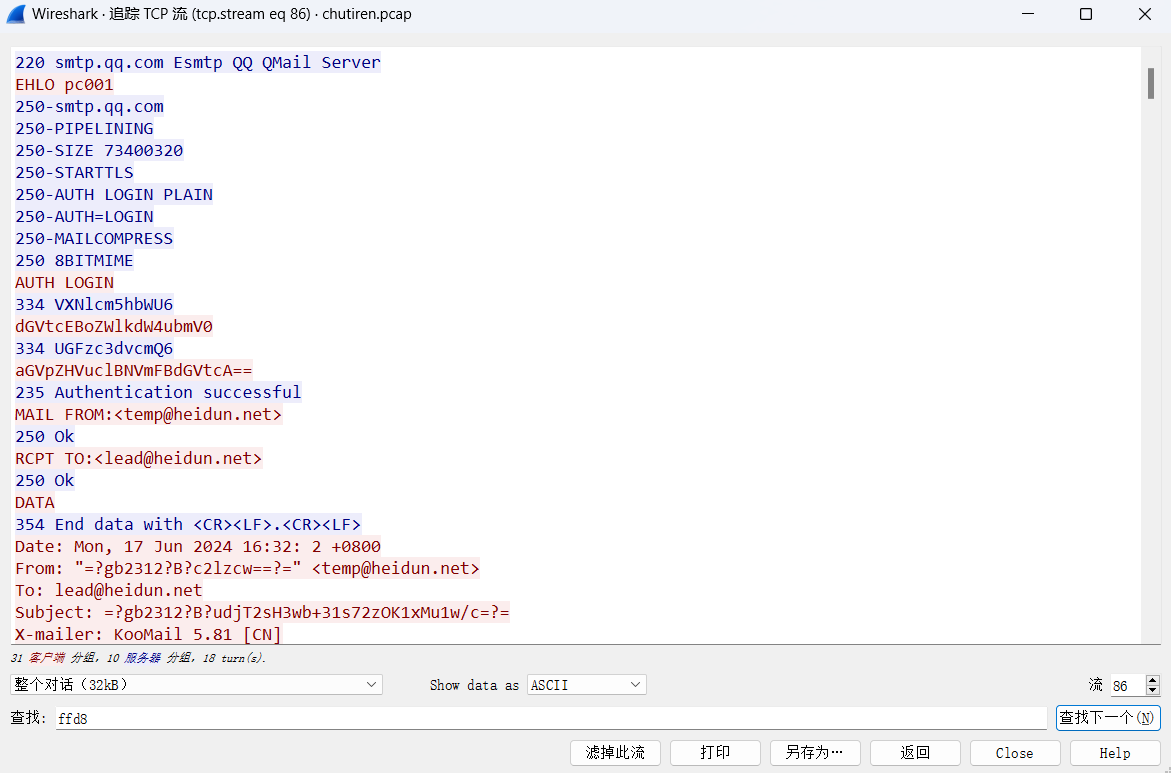 Wireshark · 追踪 TCP 流 (tcp.stream eq 86) · chutiren.pcap
220 smtp.qq.com Esmtp QQ QMail Server
EHLO pc001
250-smtp.qq.com
250-PIPELINING
250-SIZE 73400320
250-STARTTLS
250-AUTH LOGIN PLAIN
250-AUTH=LOGIN
250-MAILCOMPRESS
250 8BITMIME
AUTH LOGIN
334 VXNlcm5hbWU6
dGVtcEBoZWlkdW4ubmV0
334 UGFzc3dvcmQ6
aGVpZHVuclBNVmFBdGVtcA==
235 Authentication successful
MAIL FROM:<temp@heidun.net>
250 Ok
RCPT TO:<lead@heidun.net>
250 Ok
DATA
354 End data with <CR><LF>.<CR><LF>
Date: Mon, 17 Jun 2024 16:32: 2 +0800
From: "=?gb2312?B?c2lzcw==?=" <temp@heidun.net>
To: lead@heidun.net
Subject: =?gb2312?B?udjT2sH3wb+31s72zOK1xMu1w/c=?=
X-mailer: KooMail 5.81 [CN]
31 客户端 分组，10 服务器 分组，18 turn(s).
整个对话（32kB）
Show data as ASCII
流 86
查找: ffd8
查找下一个(N)
滤掉此流
打印
另存为…
返回
Close
Help